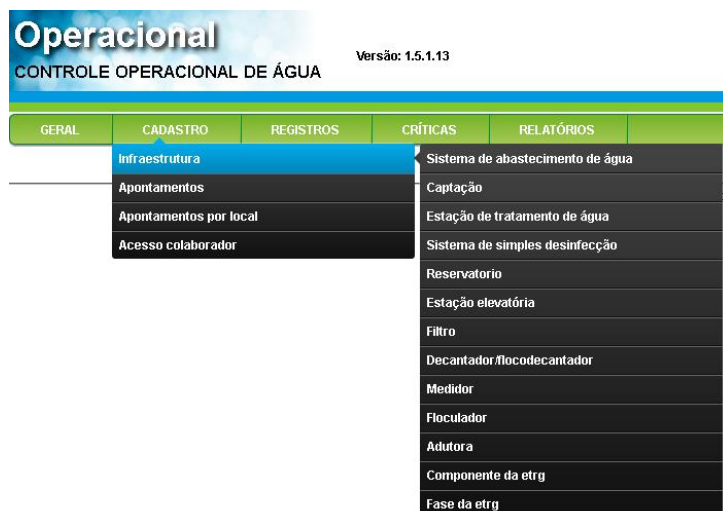 Operacional
CONTROLE OPERACIONAL DE ÁGUA
Versão: 1.5.1.13
GERAL CADASTRO REGISTROS CRÍTICAS RELATÓRIOS
Infraestrutura
Apontamentos
Apontamentos por local
Acesso colaborador
Sistema de abastecimento de água
Captação
Estação de tratamento de água
Sistema de simples desinfecção
Reservatorio
Estação elevatória
Filtro
Decantador/flocodecantador
Medidor
Floculador
Adutora
Componente da etrg
Fase da etrg